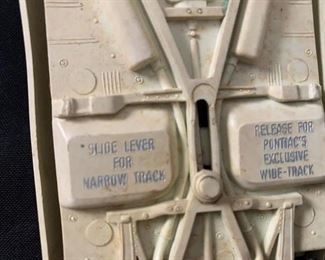 SLIDE LEVER
FOR
NARROW TRACK
RELEASE FOR
PONTIAC'S
EXCLUSIVE
WIDE-TRACK